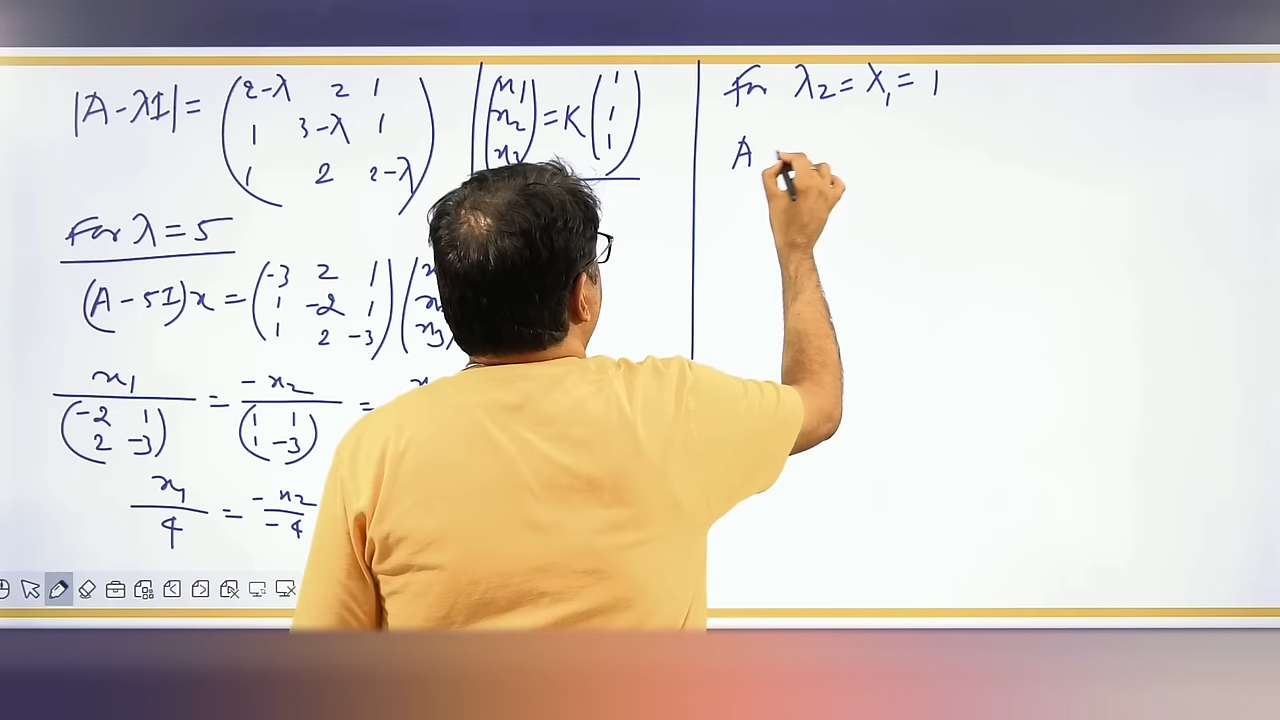 |A-λI| = (2-λ 2 1
1 3-λ 1
1 2 2-λ)
For λ = 5
(A - 5I)x = (-3 2 1
1 -2 1
1 2 -3)
x1 / (-2 1
2 -3) = -x2 / (1 1
1 -3) =
x1 / 4 = -x2 / -4
(x1
x2
x3) = K (1
1
1)
For λ2 = λ1 = 1
A